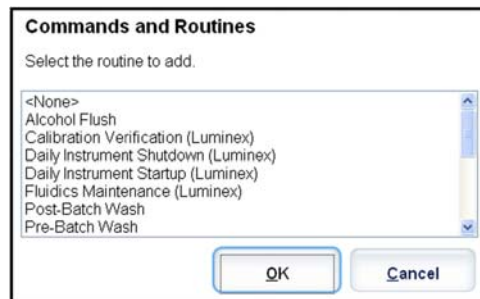 Commands and Routines
Select the routine to add.
<None>
Alcohol Flush
Calibration Verification (Luminex)
Daily Instrument Shutdown (Luminex)
Daily Instrument Startup (Luminex)
Fluidics Maintenance (Luminex)
Post-Batch Wash
Pre-Batch Wash
OK Cancel